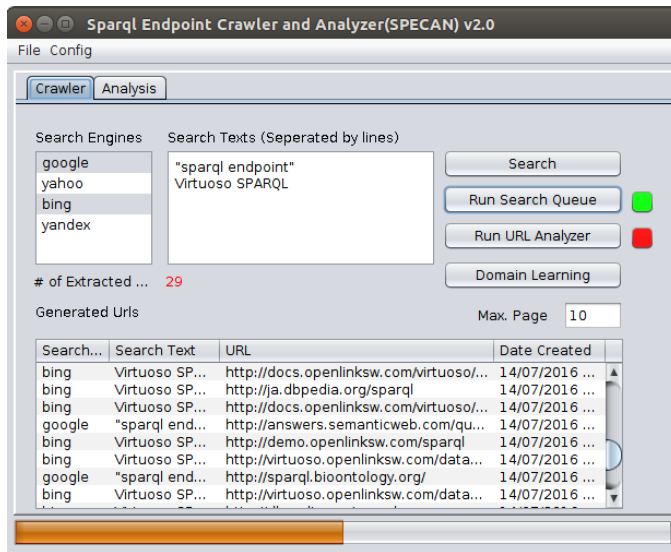 Sparql Endpoint Crawler and Analyzer(SPECAN) v2.0
File Config
Crawler Analysis
Search Engines Search Texts (Seperated by lines)
google "sparql endpoint" Search
yahoo Virtuoso SPARQL
bing Run Search Queue
yandex Run URL Analyzer
# of Extracted ... 29 Domain Learning
Generated Urls Max. Page 10
Search... Search Text URL Date Created
bing Virtuoso SP... http://docs.openlinksw.com/virtuoso/... 14/07/2016 ...
bing Virtuoso SP... http://ja.dbpedia.org/sparql 14/07/2016 ...
bing Virtuoso SP... http://docs.openlinksw.com/virtuoso/... 14/07/2016 ...
google "sparql end... http://answers.semanticweb.com/qu... 14/07/2016 ...
bing Virtuoso SP... http://demo.openlinksw.com/sparql 14/07/2016 ...
bing Virtuoso SP... http://virtuoso.openlinksw.com/data... 14/07/2016 ...
google "sparql end... http://sparql.bioontology.org/ 14/07/2016 ...
bing Virtuoso SP... http://virtuoso.openlinksw.com/data... 14/07/2016 ...